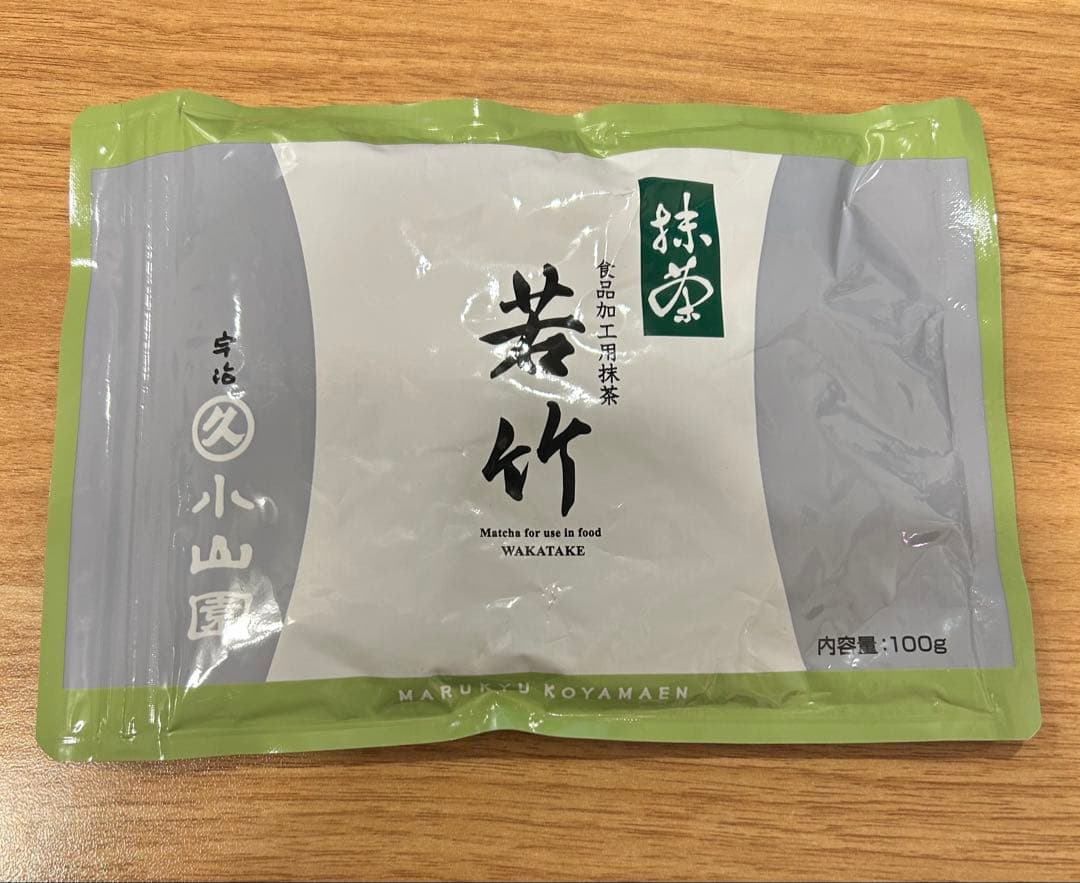 抹茶
食品加工用抹茶
若竹
Matcha for use in food
WAKATAKE
宇治
久
小山園
内容量:100g
MARUKYU KOYAMAEN